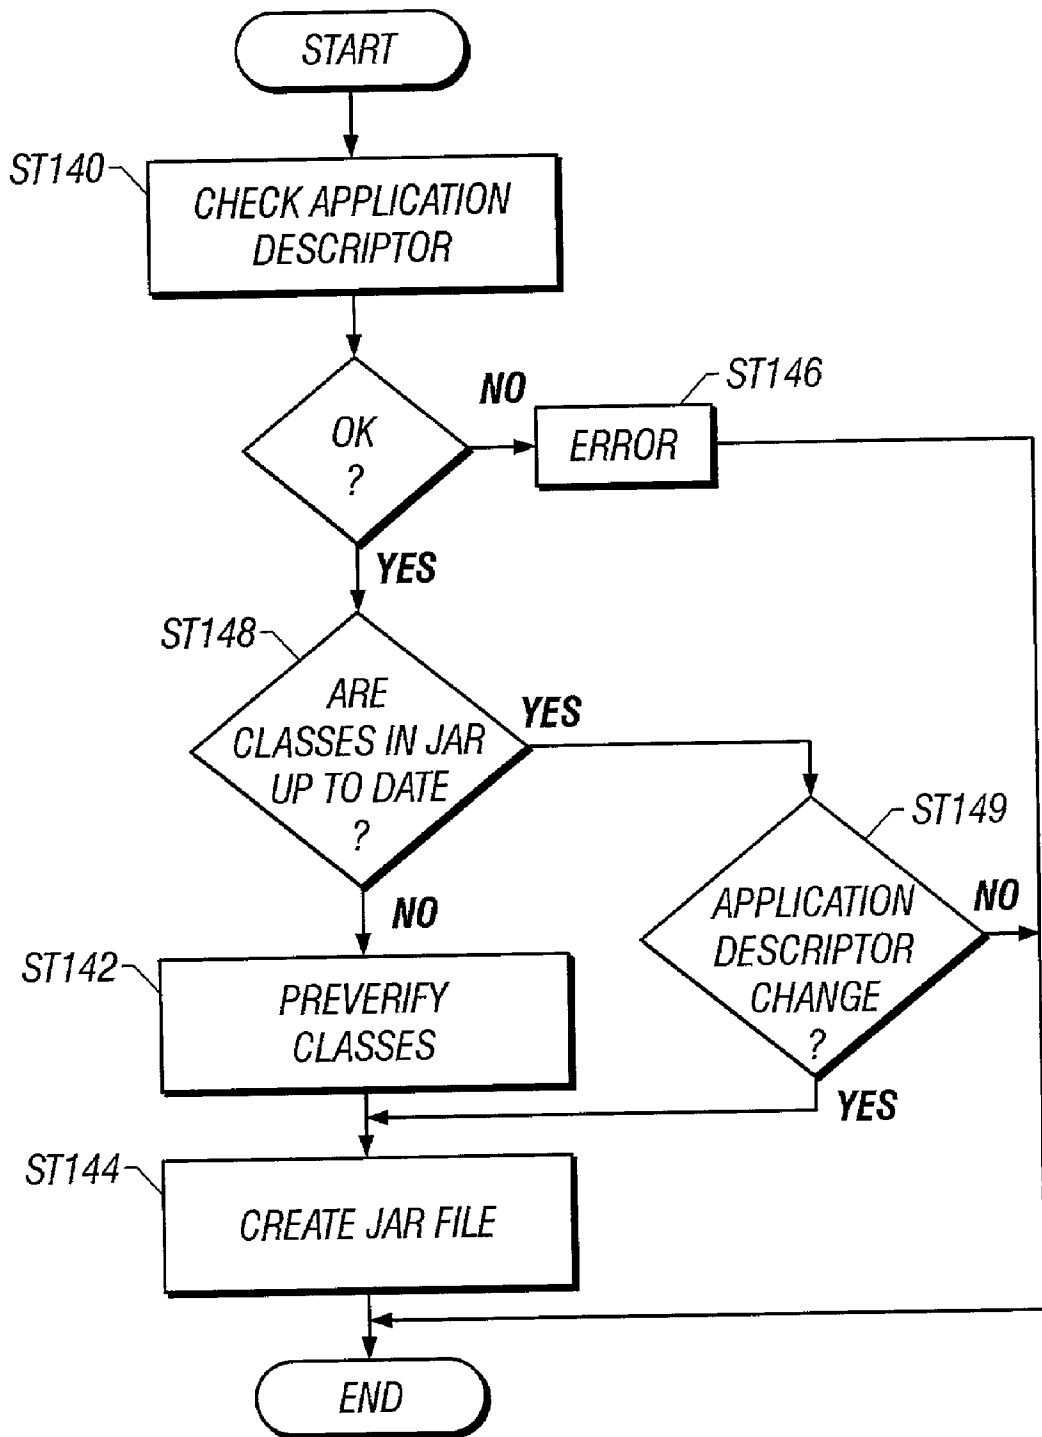 START
ST140
CHECK APPLICATION
DESCRIPTOR
OK
?
NO
ST146
ERROR
YES
ST148
ARE
CLASSES IN JAR
UP TO DATE
?
YES
ST149
APPLICATION
DESCRIPTOR
CHANGE
?
NO
NO
ST142
PREVERIFY
CLASSES
YES
ST144
CREATE JAR FILE
END